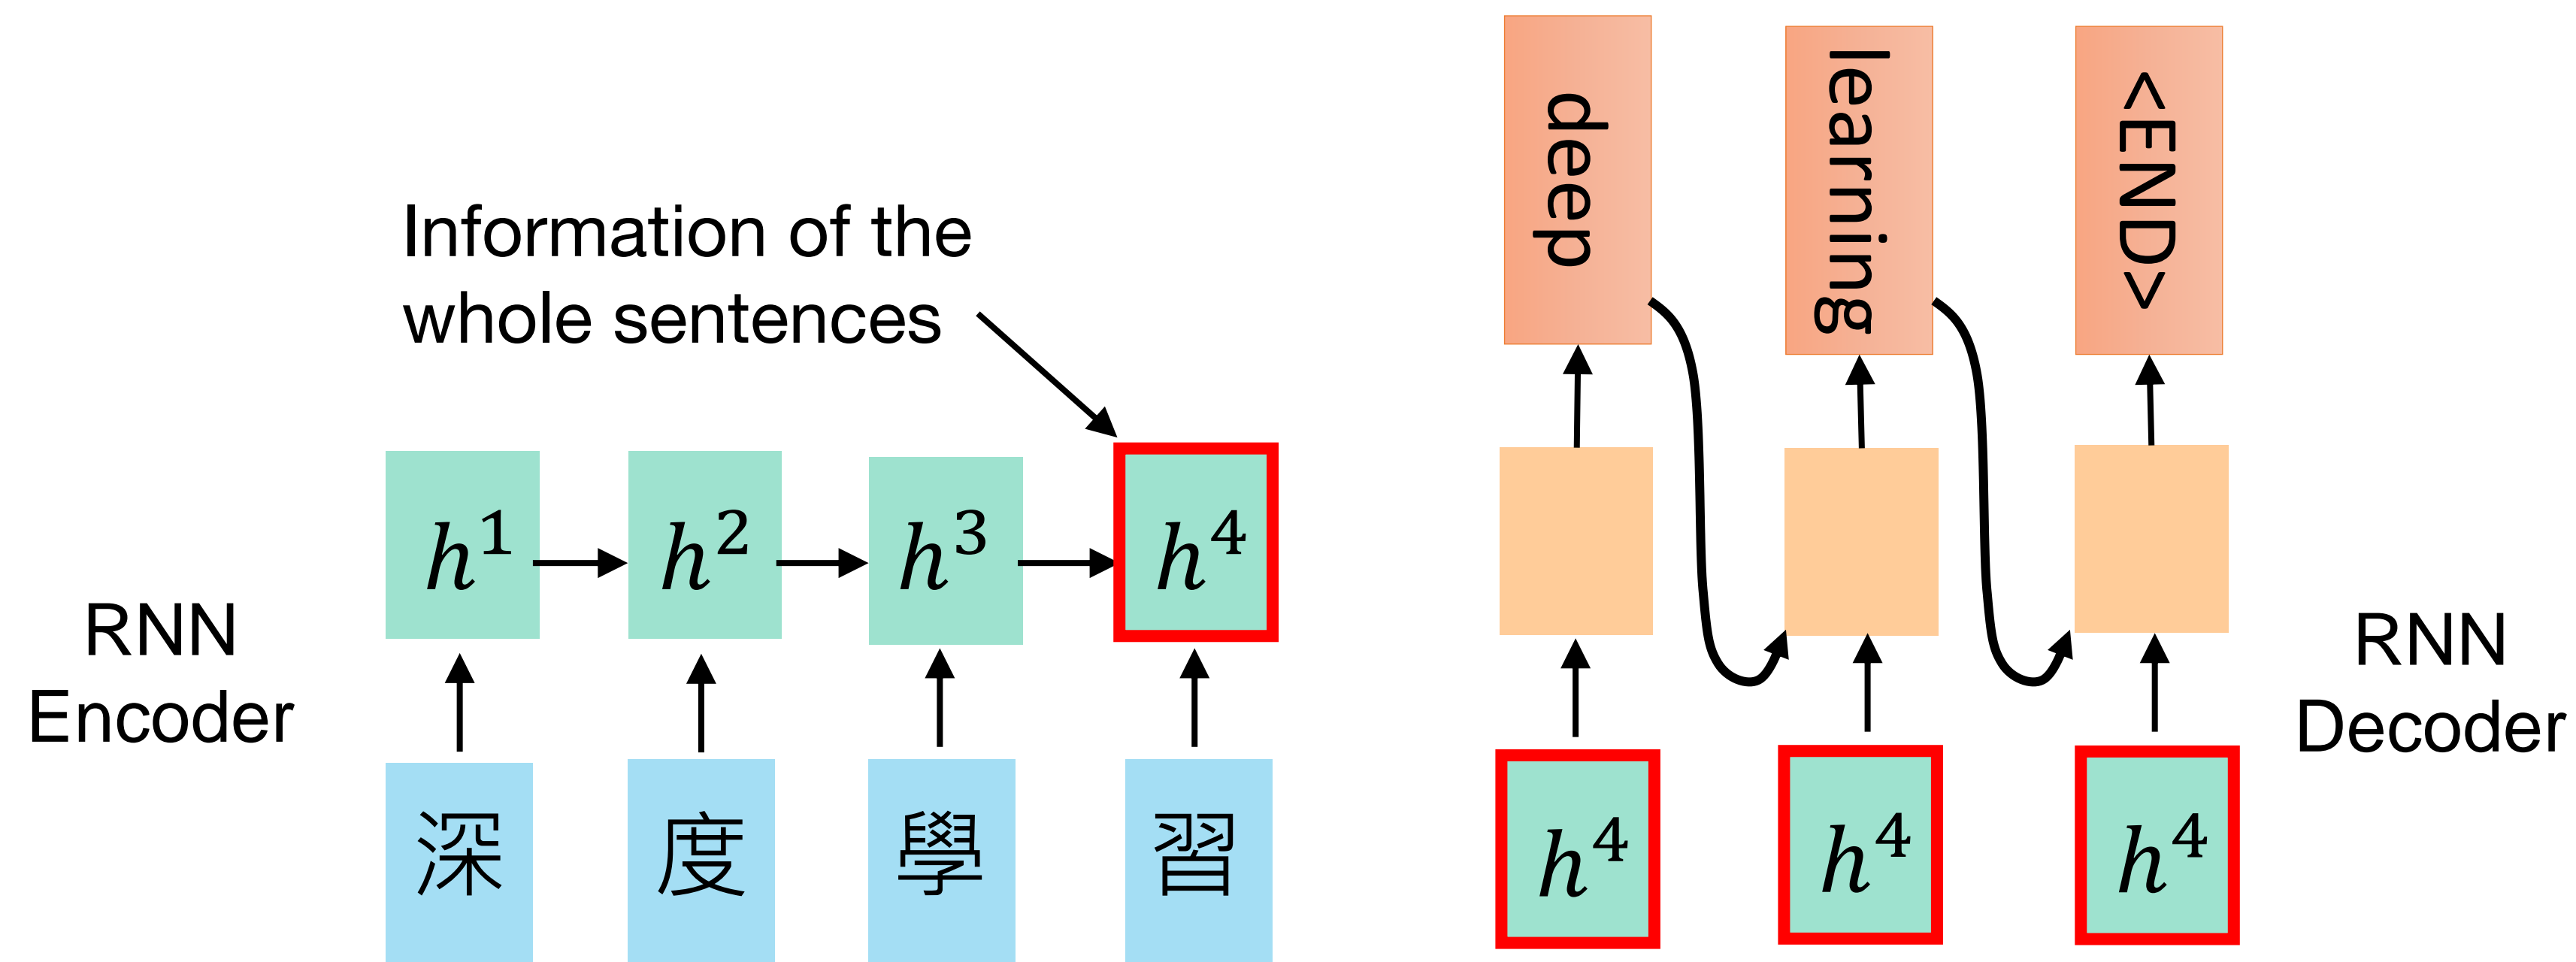 Information of the
whole sentences
RNN
Encoder
h¹
h²
h³
h⁴
深
度
學
習
deep
learning
<END>
h⁴
h⁴
h⁴
RNN
Decoder